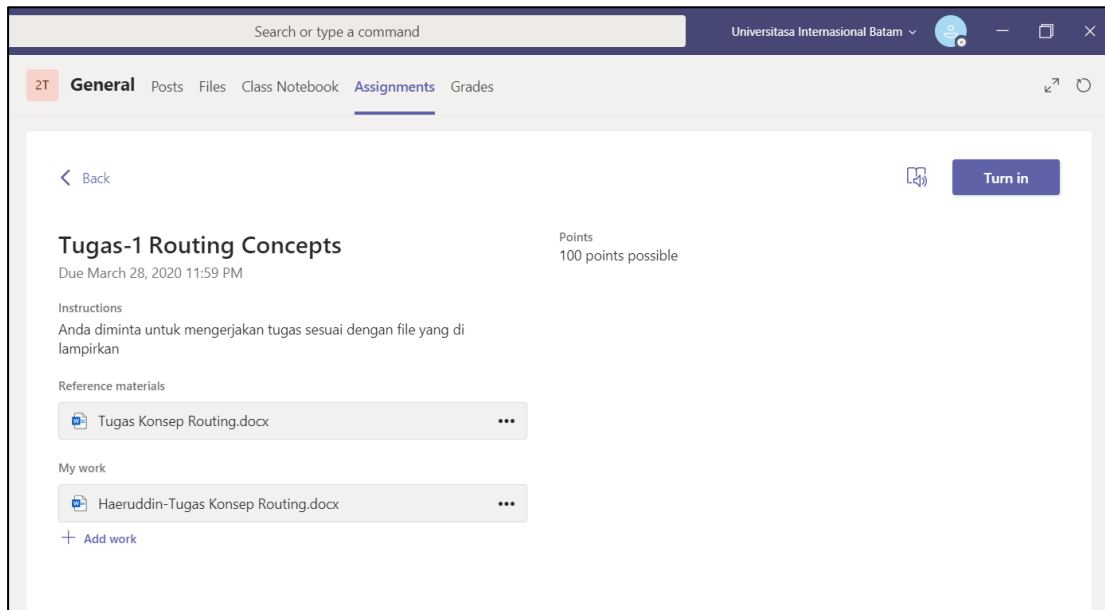 Search or type a command
Universitasa Internasional Batam
2T General Posts Files Class Notebook Assignments Grades
Back
Turn in
Tugas-1 Routing Concepts
Due March 28, 2020 11:59 PM
Points
100 points possible
Instructions
Anda diminta untuk mengerjakan tugas sesuai dengan file yang di
lampirkan
Reference materials
Tugas Konsep Routing.docx
My work
Haeruddin-Tugas Konsep Routing.docx
Add work